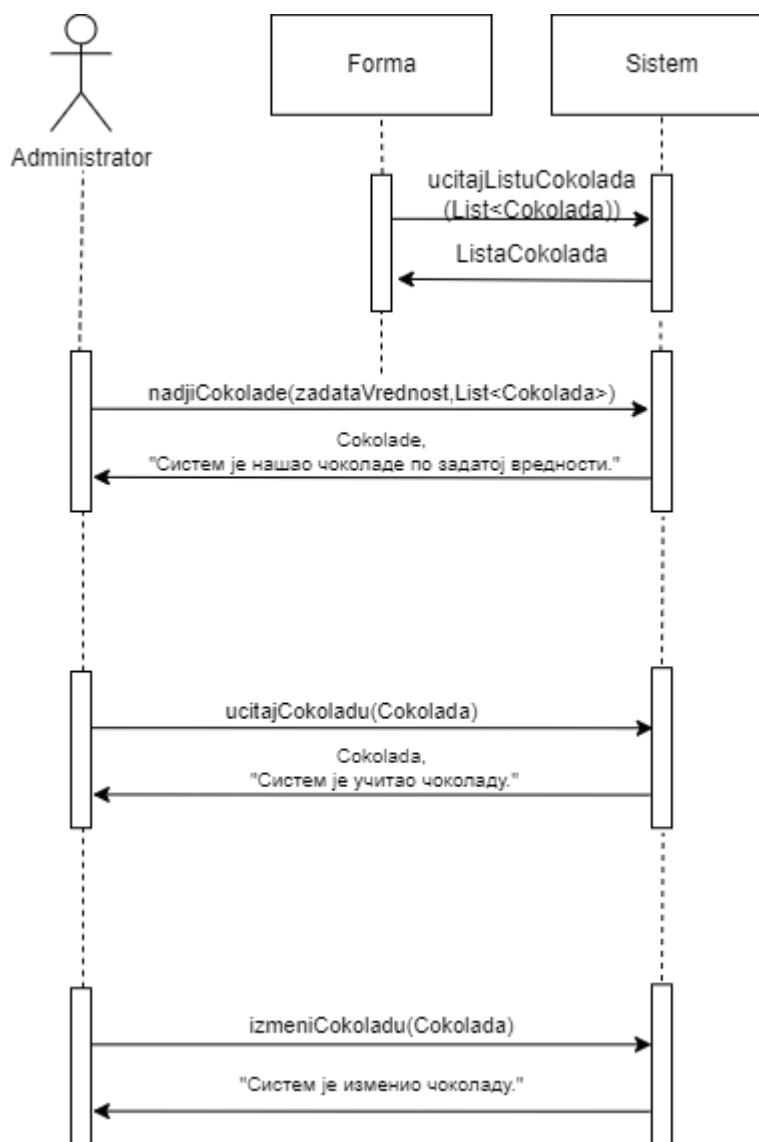 Forma
Sistem
Administrator
ucitajListuCokolada
(List<Cokolada))
ListaCokolada
nadjiCokolade(zadataVrednost,List<Cokolada>)
Cokolade,
"Систем је нашао чоколаде по задатој вредности."
ucitajCokoladu(Cokolada)
Cokolada,
"Систем је учитао чоколаду."
izmeniCokoladu(Cokolada)
"Систем је изменио чоколаду."